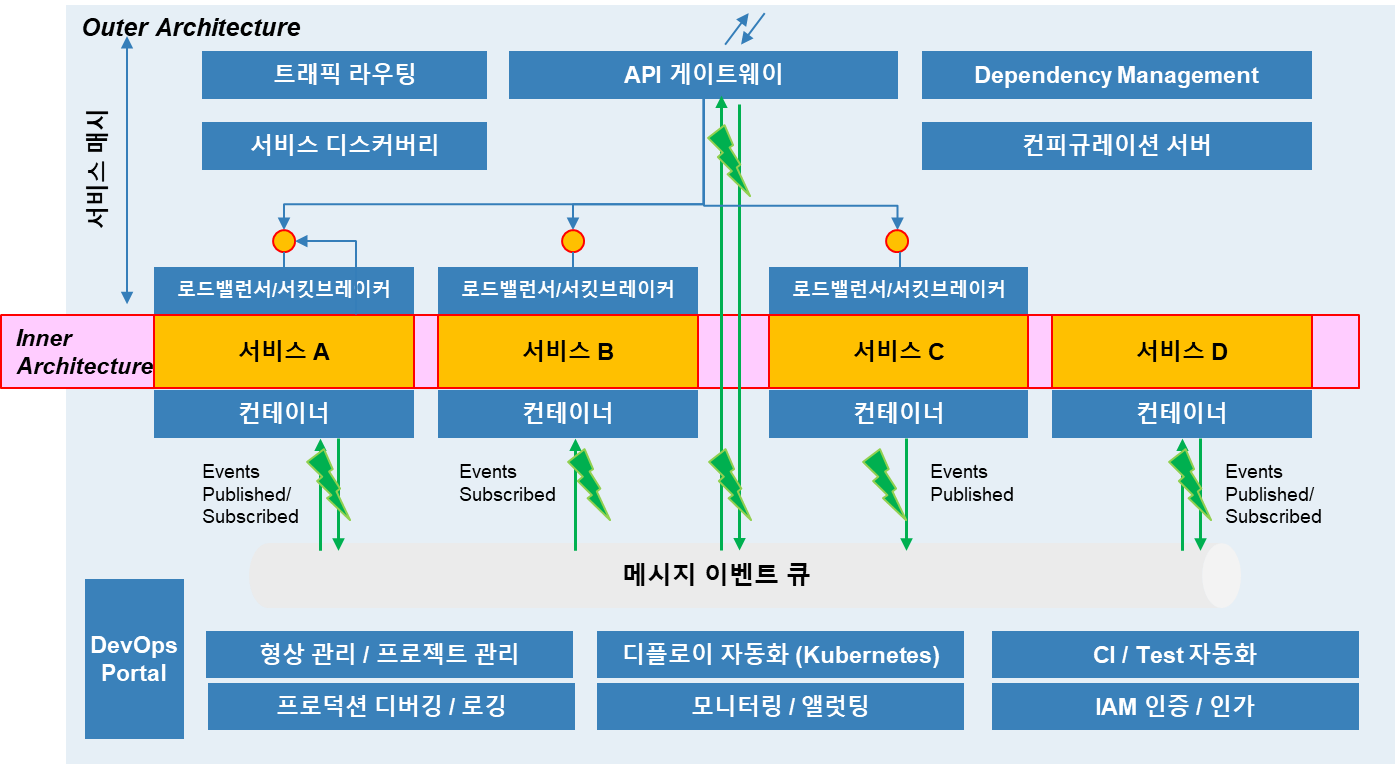 Outer Architecture
트래픽 라우팅
API 게이트웨이
Dependency Management
서비스 디스커버리
컨피규레이션 서버
서비스 매시
로드밸런서/서킷브레이커
로드밸런서/서킷브레이커
로드밸런서/서킷브레이커
Inner
Architecture
서비스 A
서비스 B
서비스 C
서비스 D
컨테이너
컨테이너
컨테이너
컨테이너
Events
Published/
Subscribed
Events
Subscribed
Events
Published
Events
Published/
Subscribed
메시지 이벤트 큐
DevOps
Portal
형상 관리 / 프로젝트 관리
디플로이 자동화 (Kubernetes)
CI / Test 자동화
프로덕션 디버깅 / 로깅
모니터링 / 앨럿팅
IAM 인증 / 인가